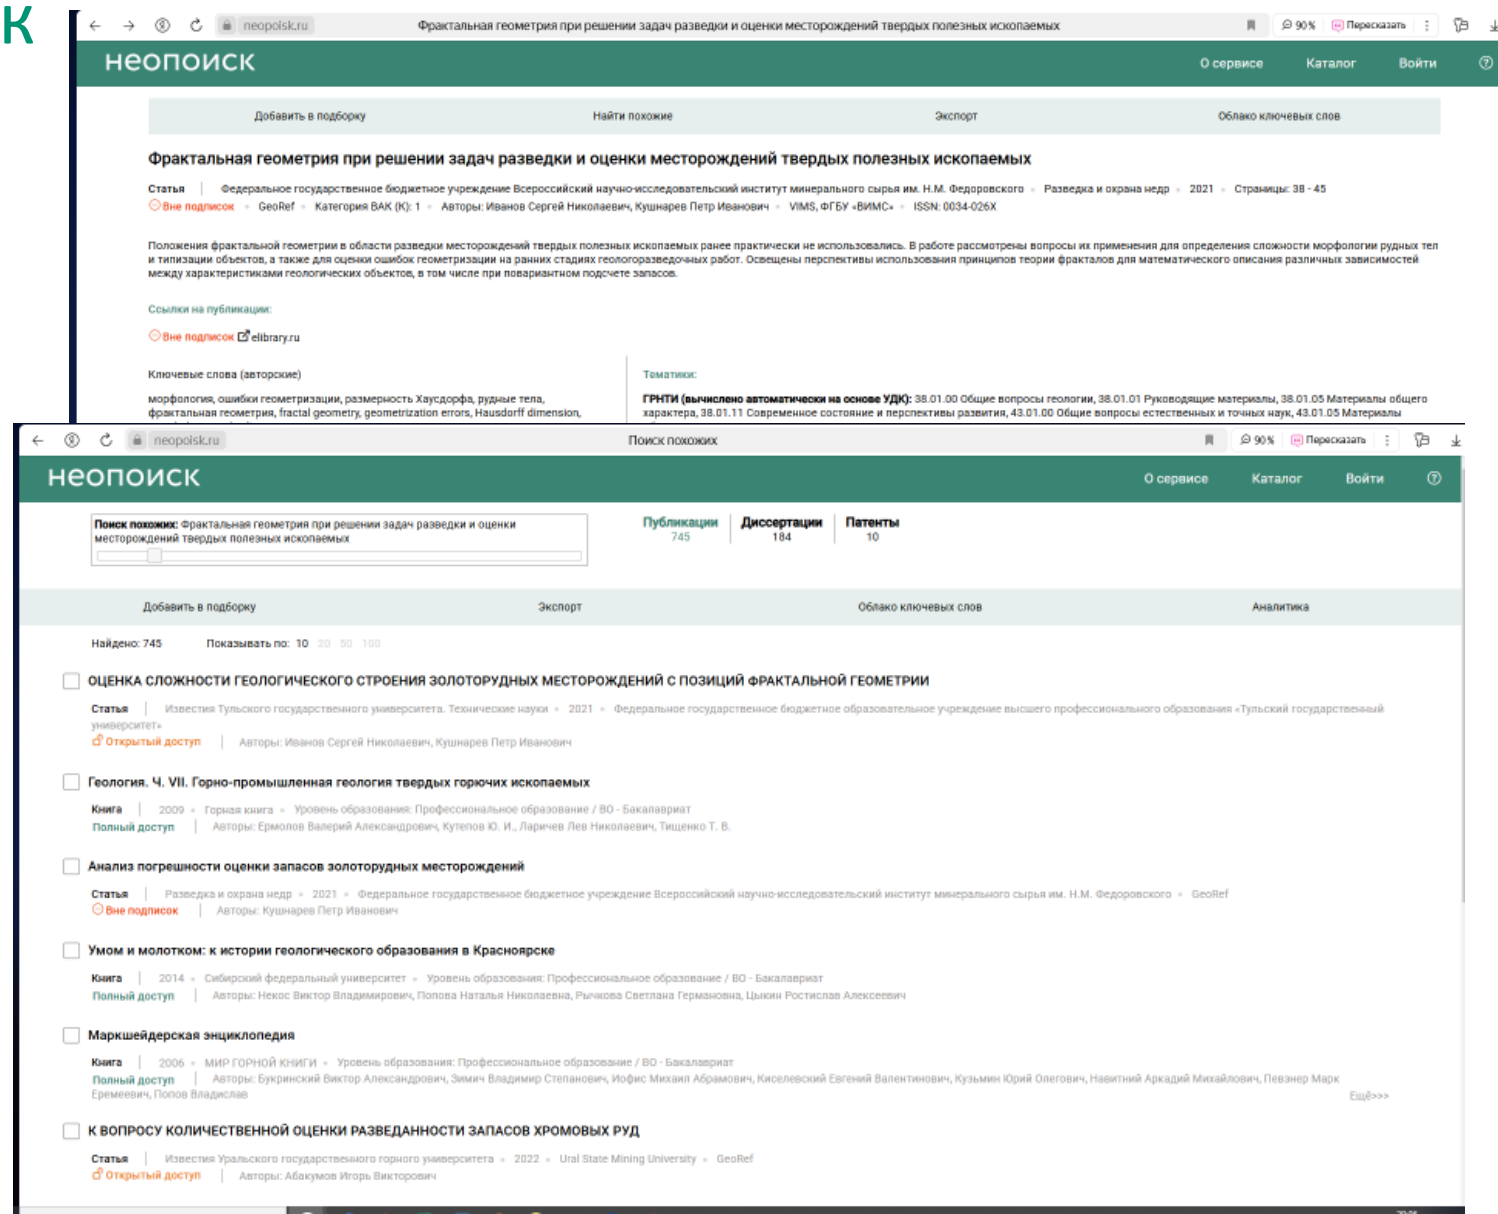 К
neopoisk.ru Фрактальная геометрия при решении задач разведки и оценки месторождений твердых полезных ископаемых 90 % Пересказать
неопоиск О сервисе Каталог Войти
Добавить в подборку Найти похожие Экспорт Облако ключевых слов
Фрактальная геометрия при решении задач разведки и оценки месторождений твердых полезных ископаемых
Статья | Федеральное государственное бюджетное учреждение Всероссийский научно-исследовательский институт минерального сырья им. Н.М. Федоровского • Разведка и охрана недр • 2021 • Страницы: 38 - 45
Вне подписок • GeoRef • Категория ВАК (К): 1 • Авторы: Иванов Сергей Николаевич, Кушнарев Петр Иванович • VIMS, ФГБУ «ВИМС» • ISSN: 0034-026X
Положения фрактальной геометрии в области разведки месторождений твердых полезных ископаемых ранее практически не использовались. В работе рассмотрены вопросы их применения для определения сложности морфологии рудных тел
и типизации объектов, а также для оценки ошибок геометризации на ранних стадиях геологоразведочных работ. Освещены перспективы использования принципов теории фракталов для математического описания различных зависимостей
между характеристиками геологических объектов, в том числе при повариантном подсчете запасов.
Ссылки на публикации:
Вне подписок elibrary.ru
Ключевые слова (авторские) Тематики:
морфология, ошибки геометризации, размерность Хаусдорфа, рудные тела, ГРНТИ (вычислено автоматически на основе УДК): 38.01.00 Общие вопросы геологии, 38.01.01 Руководящие материалы, 38.01.05 Материалы общего
фрактальная геометрия, fractal geometry, geometrization errors, Hausdorff dimension, характера, 38.01.11 Современное состояние и перспективы развития, 43.01.00 Общие вопросы естественных и точных наук, 43.01.05 Материалы
neopoisk.ru Поиск похожих 90 % Пересказать
неопоиск О сервисе Каталог Войти
Поиск похожих: Фрактальная геометрия при решении задач разведки и оценки Публикации Диссертации Патенты
месторождений твердых полезных ископаемых 745 184 10
Добавить в подборку Экспорт Облако ключевых слов Аналитика
Найдено: 745 Показывать по: 10 20 50 100
ОЦЕНКА СЛОЖНОСТИ ГЕОЛОГИЧЕСКОГО СТРОЕНИЯ ЗОЛОТОРУДНЫХ МЕСТОРОЖДЕНИЙ С ПОЗИЦИЙ ФРАКТАЛЬНОЙ ГЕОМЕТРИИ
Статья | Известия Тульского государственного университета. Технические науки • 2021 • Федеральное государственное бюджетное образовательное учреждение высшего профессионального образования «Тульский государственный
университет»
Открытый доступ | Авторы: Иванов Сергей Николаевич, Кушнарев Петр Иванович
Геология. Ч. VII. Горно-промышленная геология твердых горючих ископаемых
Книга | 2009 • Горная книга • Уровень образования: Профессиональное образование / ВО - Бакалавриат
Полный доступ | Авторы: Ермолов Валерий Александрович, Кутепов Ю. И., Ларичев Лев Николаевич, Тищенко Т. В.
Анализ погрешности оценки запасов золоторудных месторождений
Статья | Разведка и охрана недр • 2021 • Федеральное государственное бюджетное учреждение Всероссийский научно-исследовательский институт минерального сырья им. Н.М. Федоровского • GeoRef
Вне подписок | Авторы: Кушнарев Петр Иванович
Умом и молотком: к истории геологического образования в Красноярске
Книга | 2014 • Сибирский федеральный университет • Уровень образования: Профессиональное образование / ВО - Бакалавриат
Полный доступ | Авторы: Некос Виктор Владимирович, Попова Наталья Николаевна, Рычкова Светлана Германовна, Цыкин Ростислав Алексеевич
Маркшейдерская энциклопедия
Книга | 2006 • МИР ГОРНОЙ КНИГИ • Уровень образования: Профессиональное образование / ВО - Бакалавриат
Полный доступ | Авторы: Букринский Виктор Александрович, Зимич Владимир Степанович, Иофис Михаил Абрамович, Киселевский Евгений Валентинович, Кузьмин Юрий Олегович, Навитний Аркадий Михайлович, Певзнер Марк
Еремеевич, Попов Владислав Ещё>>>
К ВОПРОСУ КОЛИЧЕСТВЕННОЙ ОЦЕНКИ РАЗВЕДАННОСТИ ЗАПАСОВ ХРОМОВЫХ РУД
Статья | Известия Уральского государственного горного университета • 2022 • Ural State Mining University • GeoRef
Открытый доступ | Авторы: Абакумов Игорь Викторович